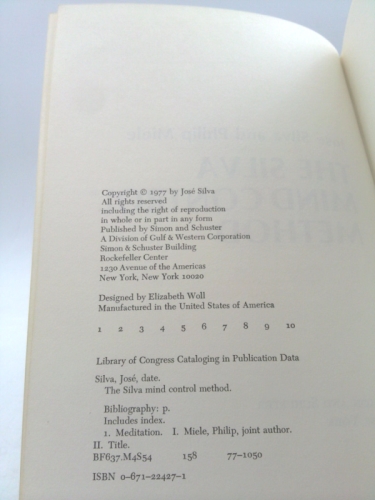 Copyright © 1977 by José Silva
All rights reserved
including the right of reproduction
in whole or in part in any form
Published by Simon and Schuster
A Division of Gulf & Western Corporation
Simon & Schuster Building
Rockefeller Center
1230 Avenue of the Americas
New York, New York 10020
Designed by Elizabeth Woll
Manufactured in the United States of America
1 2 3 4 5 6 7 8 9 10
Library of Congress Cataloging in Publication Data
Silva, José, date.
The Silva mind control method.
Bibliography: p.
Includes index.
1. Meditation. I. Miele, Philip, joint author.
II. Title.
BF637.M4S54 158 77-1050
ISBN 0-671-22427-1